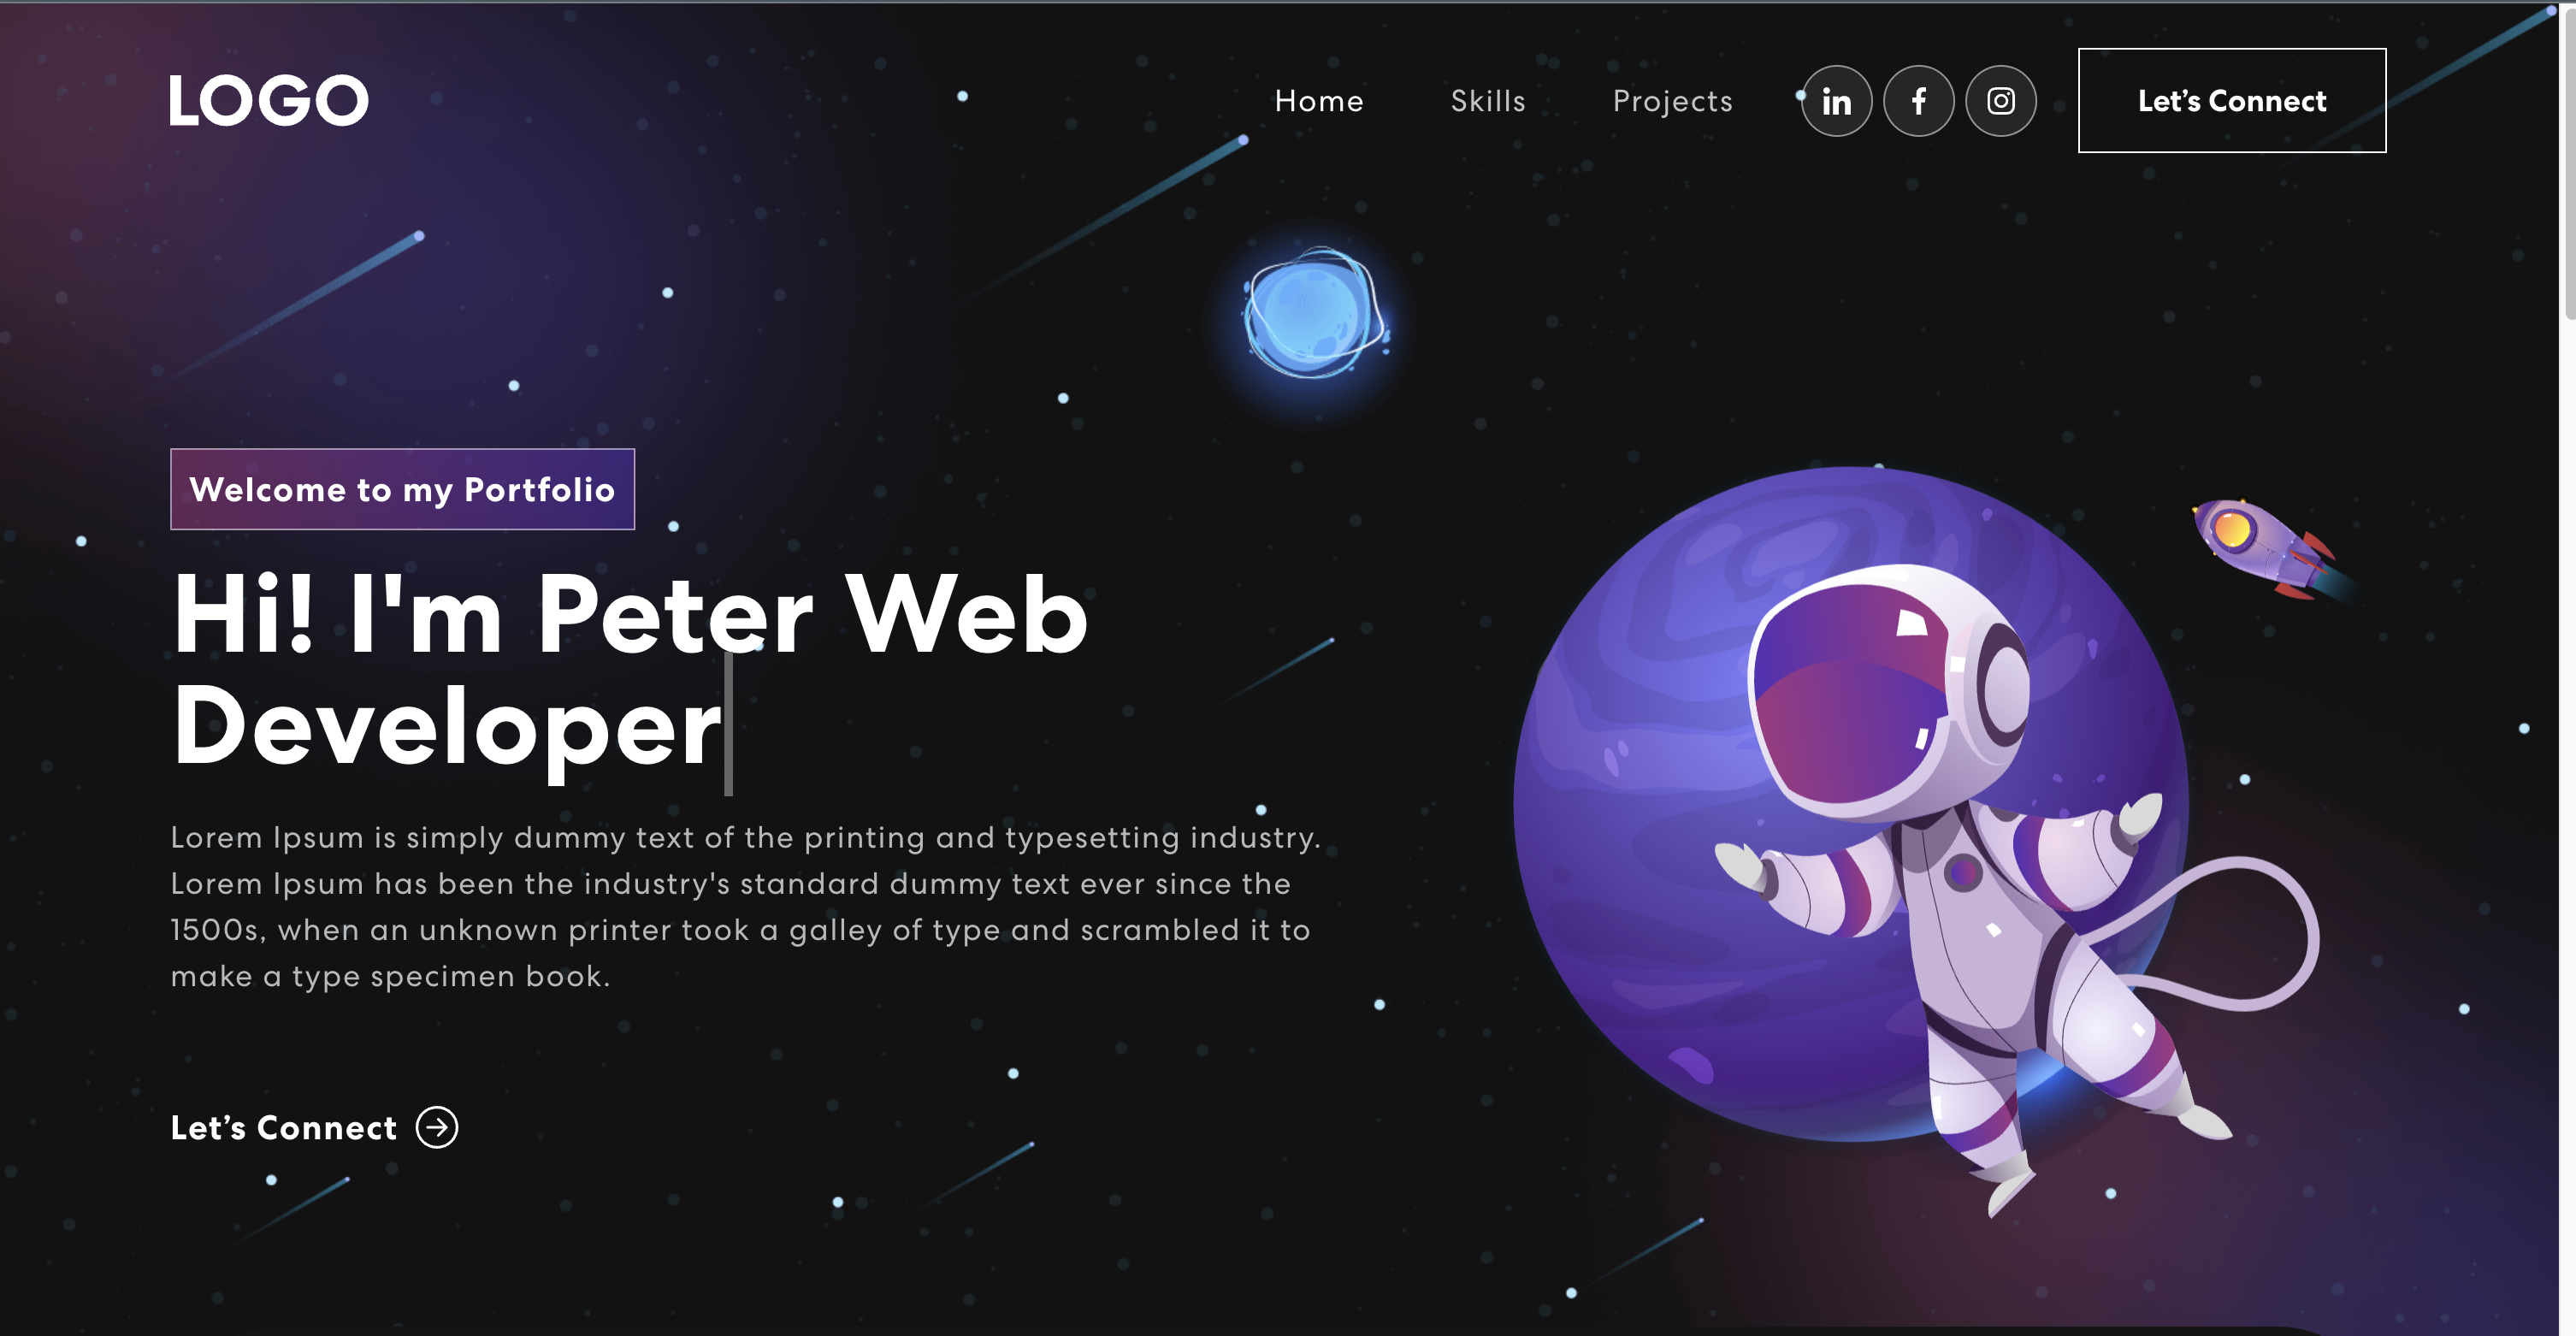 LOGO
Home
Skills
Projects
in
f
Let’s Connect
Welcome to my Portfolio
Hi! I'm Peter Web
Developer
Lorem Ipsum is simply dummy text of the printing and typesetting industry.
Lorem Ipsum has been the industry's standard dummy text ever since the
1500s, when an unknown printer took a galley of type and scrambled it to
make a type specimen book.
Let’s Connect